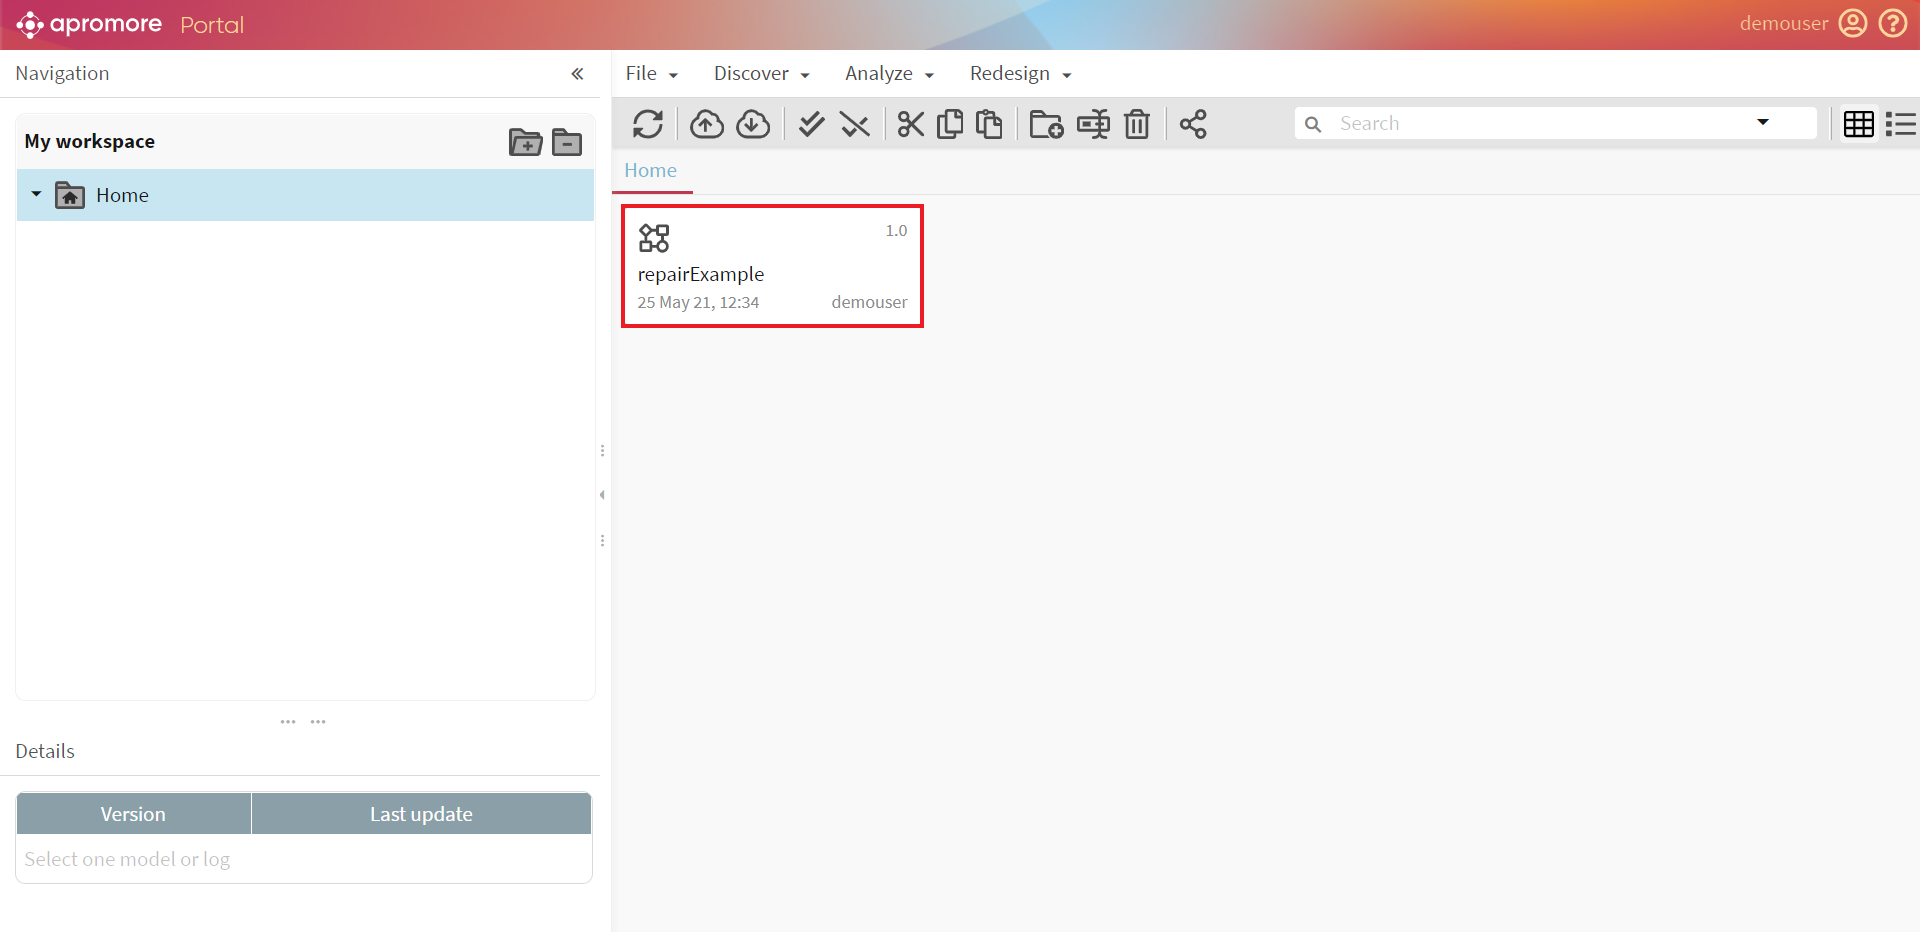 apromore Portal
demouser
Navigation
File Discover Analyze Redesign
My workspace
Search
Home
Home
1.0
repairExample
25 May 21, 12:34 demouser
Details
Version Last update
Select one model or log